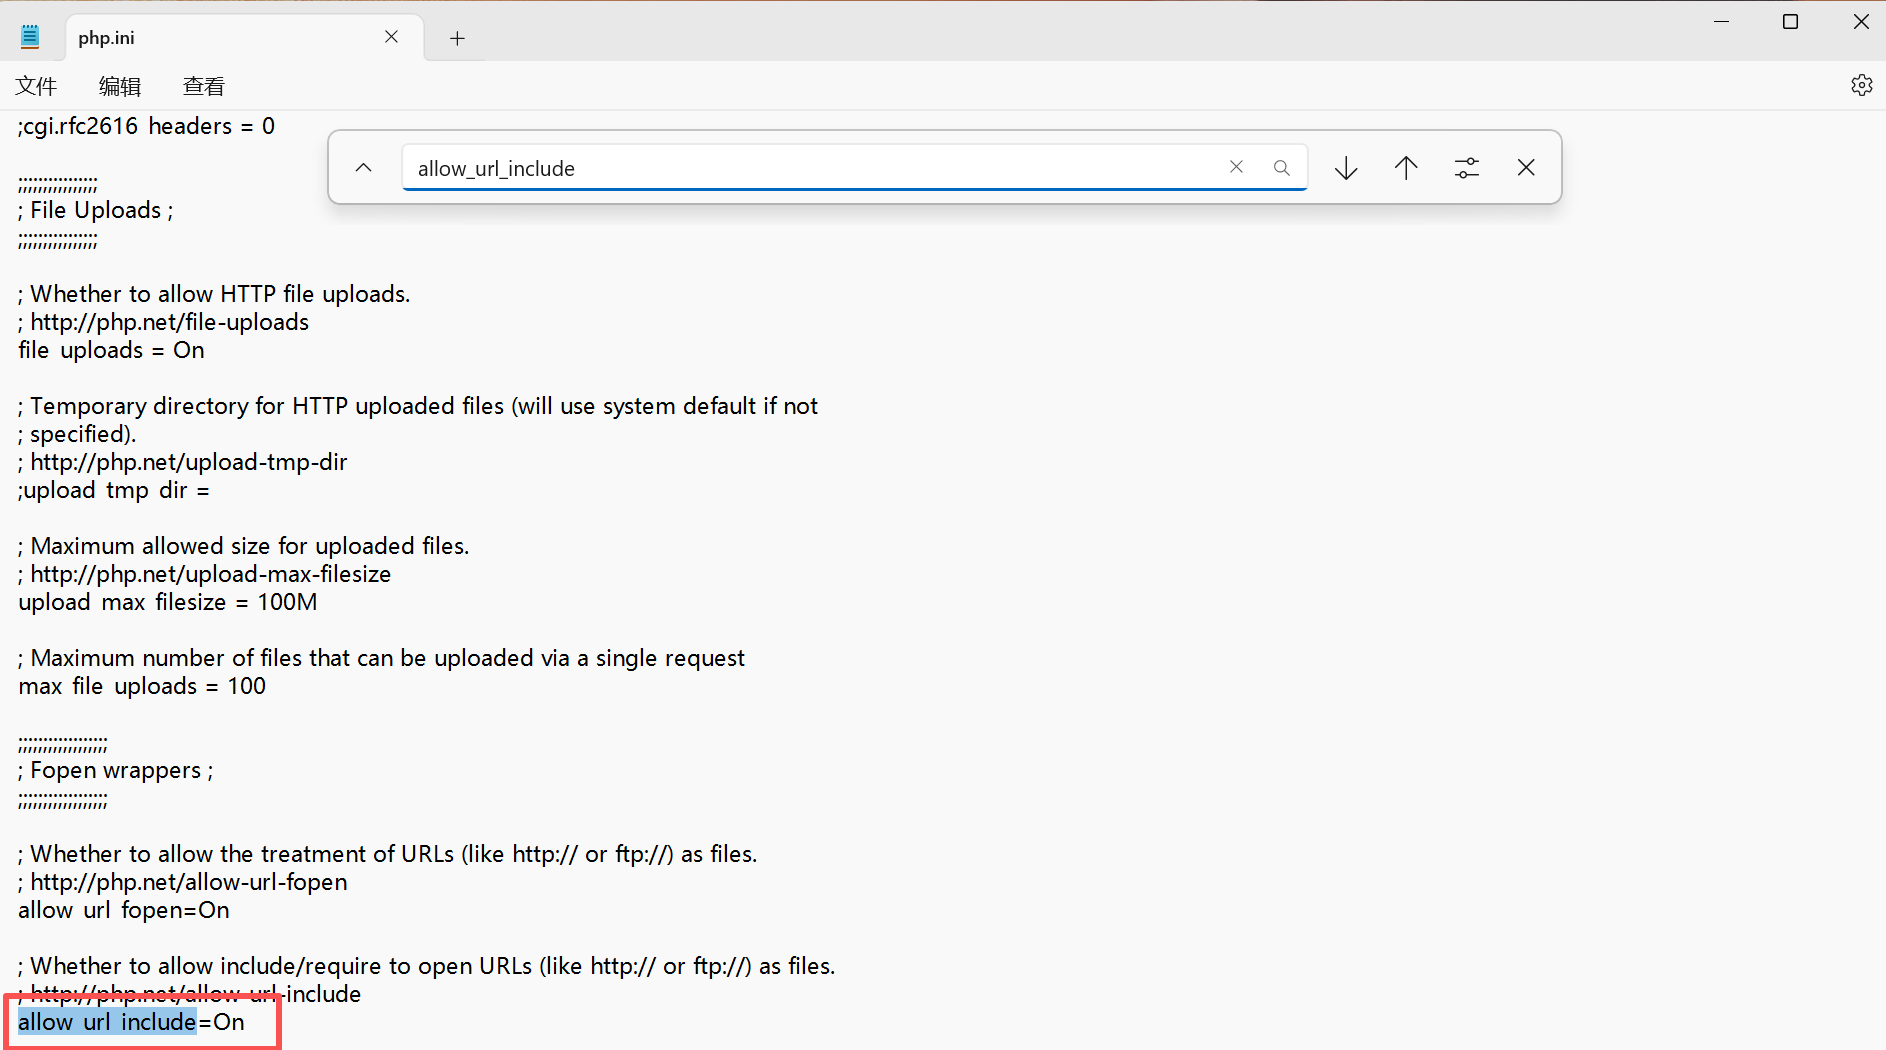 php.ini
文件 编辑 查看
;cgi.rfc2616 headers = 0
allow_url_include
;;;;;;;;;;;;;;;;
; File Uploads ;
;;;;;;;;;;;;;;;;
; Whether to allow HTTP file uploads.
; http://php.net/file-uploads
file uploads = On
; Temporary directory for HTTP uploaded files (will use system default if not
; specified).
; http://php.net/upload-tmp-dir
;upload tmp dir =
; Maximum allowed size for uploaded files.
; http://php.net/upload-max-filesize
upload max filesize = 100M
; Maximum number of files that can be uploaded via a single request
max file uploads = 100
;;;;;;;;;;;;;;;;;;
; Fopen wrappers ;
;;;;;;;;;;;;;;;;;;
; Whether to allow the treatment of URLs (like http:// or ftp://) as files.
; http://php.net/allow-url-fopen
allow url fopen=On
; Whether to allow include/require to open URLs (like http:// or ftp://) as files.
; http://php.net/allow-url-include
allow url include=On